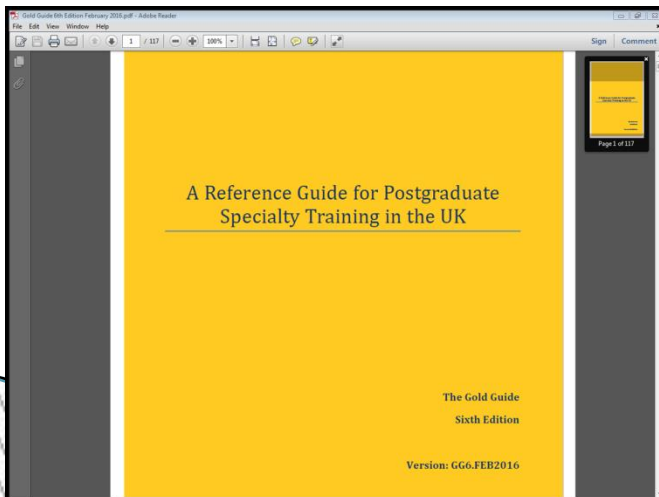 Gold Guide 6th Edition February 2016.pdf - Adobe Reader
File Edit View Window Help
1 / 117 100% Sign Comment
Page 1 of 117
A Reference Guide for Postgraduate
Specialty Training in the UK
The Gold Guide
Sixth Edition
Version: GG6.FEB2016